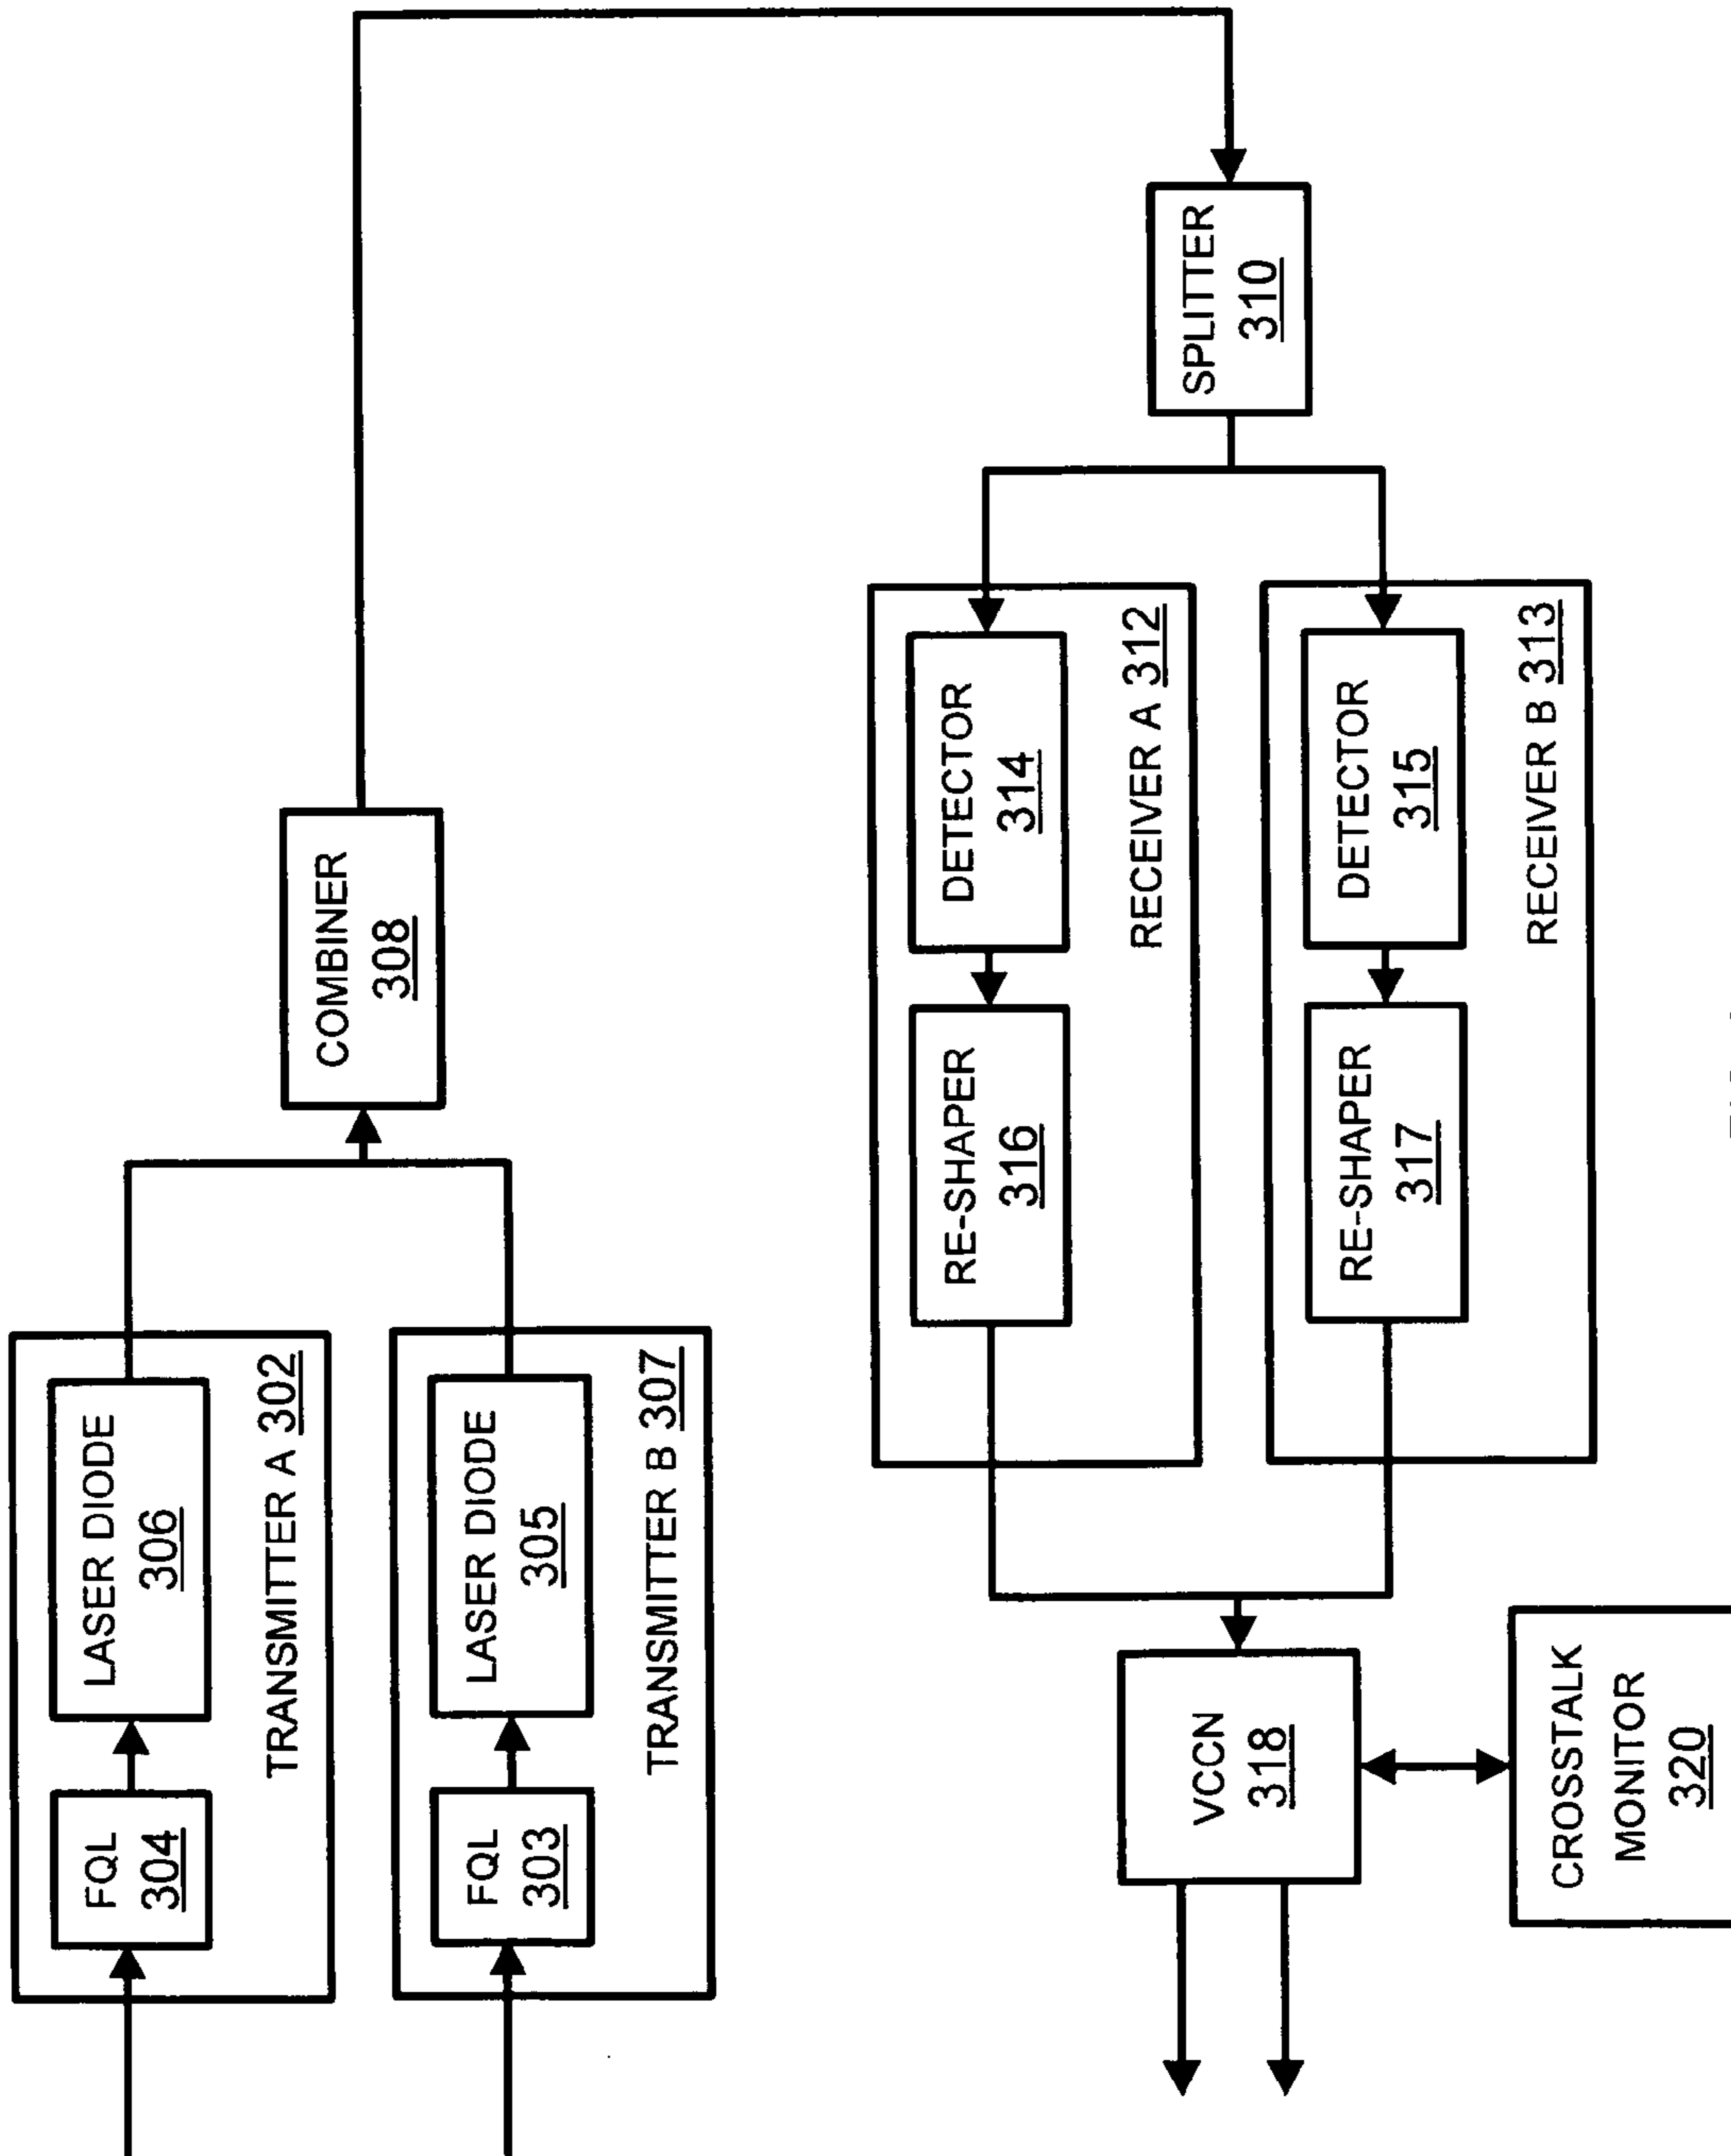 FQL
304
LASER DIODE
306
TRANSMITTER A 302
FQL
303
LASER DIODE
305
TRANSMITTER B 307
COMBINER
308
SPLITTER
310
DETECTOR
314
RE-SHAPER
316
RECEIVER A 312
DETECTOR
315
RE-SHAPER
317
RECEIVER B 313
VCCN
318
CROSSTALK
MONITOR
320